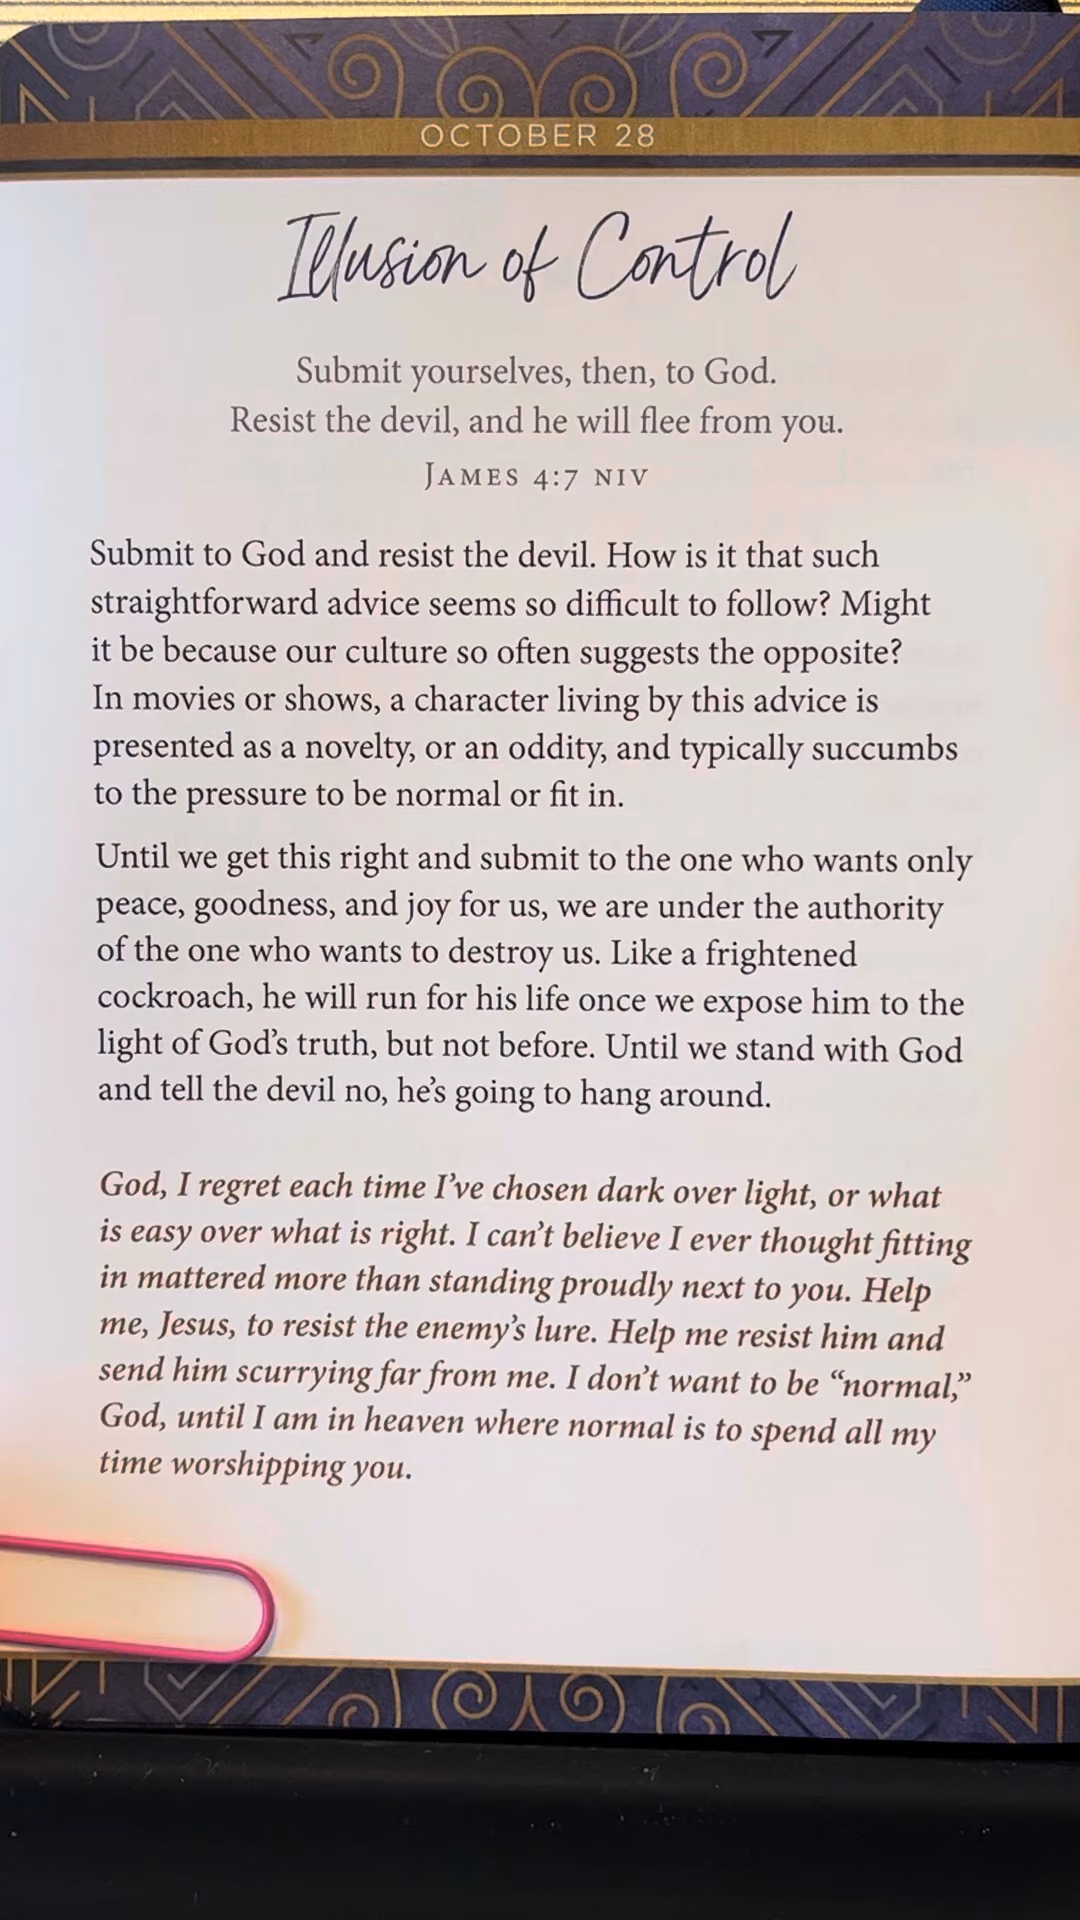 OCTOBER 28
Illusion of Control
Submit yourselves, then, to God.
Resist the devil, and he will flee from you.
JAMES 4:7 NIV
Submit to God and resist the devil. How is it that such
straightforward advice seems so difficult to follow? Might
it be because our culture so often suggests the opposite?
In movies or shows, a character living by this advice is
presented as a novelty, or an oddity, and typically succumbs
to the pressure to be normal or fit in.
Until we get this right and submit to the one who wants only
peace, goodness, and joy for us, we are under the authority
of the one who wants to destroy us. Like a frightened
cockroach, he will run for his life once we expose him to the
light of God’s truth, but not before. Until we stand with God
and tell the devil no, he’s going to hang around.
God, I regret each time I’ve chosen dark over light, or what
is easy over what is right. I can’t believe I ever thought fitting
in mattered more than standing proudly next to you. Help
me, Jesus, to resist the enemy’s lure. Help me resist him and
send him scurrying far from me. I don’t want to be “normal,”
God, until I am in heaven where normal is to spend all my
time worshipping you.